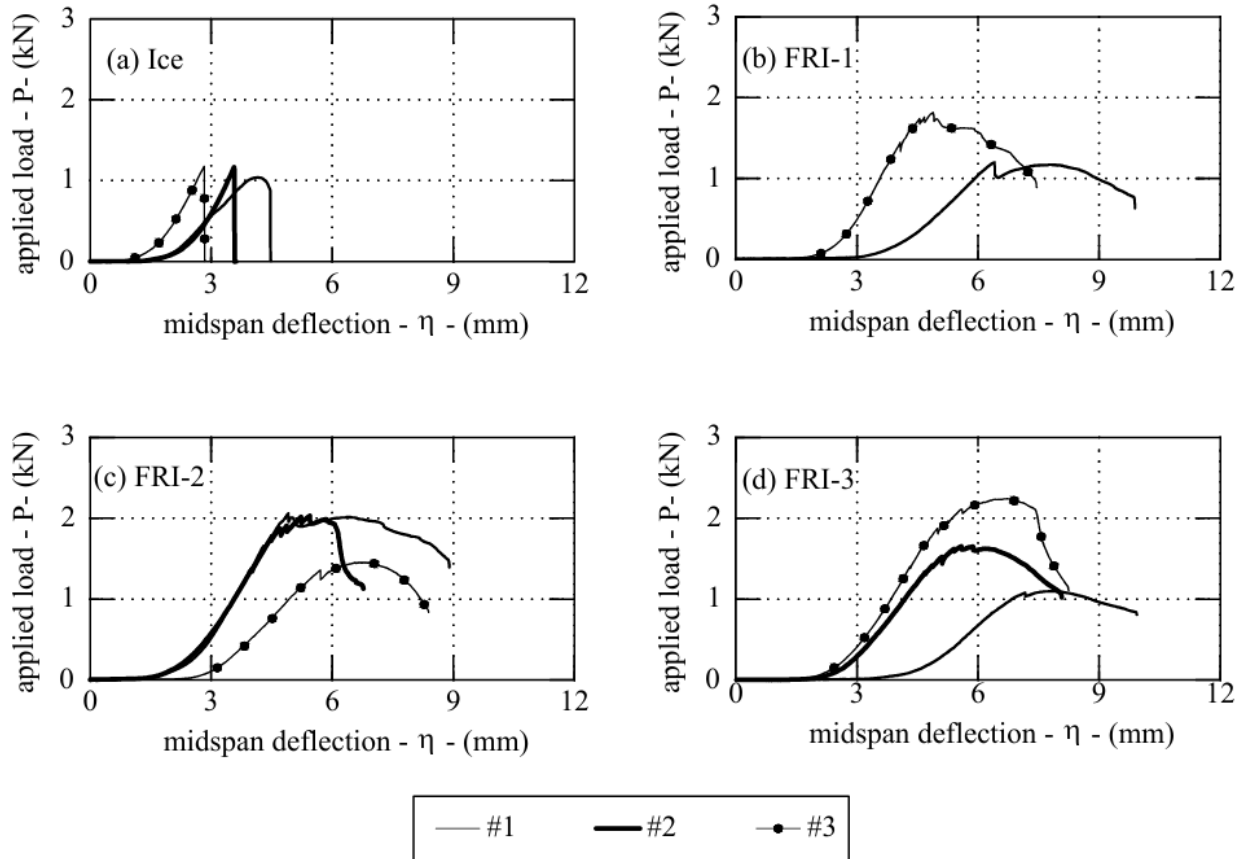 3
(a) Ice
2
1
0
applied load - P- (kN)
0 3 6 9 12
midspan deflection - η - (mm)
3
(b) FRI-1
2
1
0
applied load - P- (kN)
0 3 6 9 12
midspan deflection - η - (mm)
3
(c) FRI-2
2
1
0
applied load - P- (kN)
0 3 6 9 12
midspan deflection - η - (mm)
3
(d) FRI-3
2
1
0
applied load - P- (kN)
0 3 6 9 12
midspan deflection - η - (mm)
#1 #2 #3